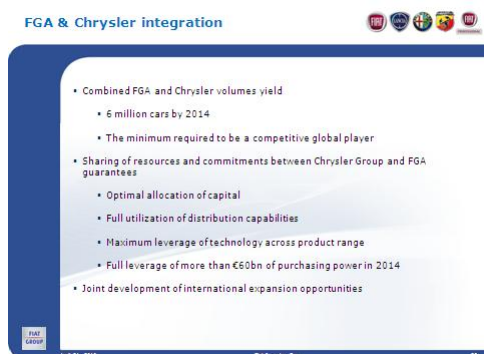 FGA & Chrysler integration
FIAT
FIAT
Combined FGA and Chrysler volumes yield
6 million cars by 2014
The minimum required to be a competitive global player
Sharing of resources and commitments between Chrysler Group and FGA
guarantees
Optimal allocation of capital
Full utilization of distribution capabilities
Maximum leverage of technology across product range
Full leverage of more than €60bn of purchasing power in 2014
Joint development of international expansion opportunities
FIAT
GROUP